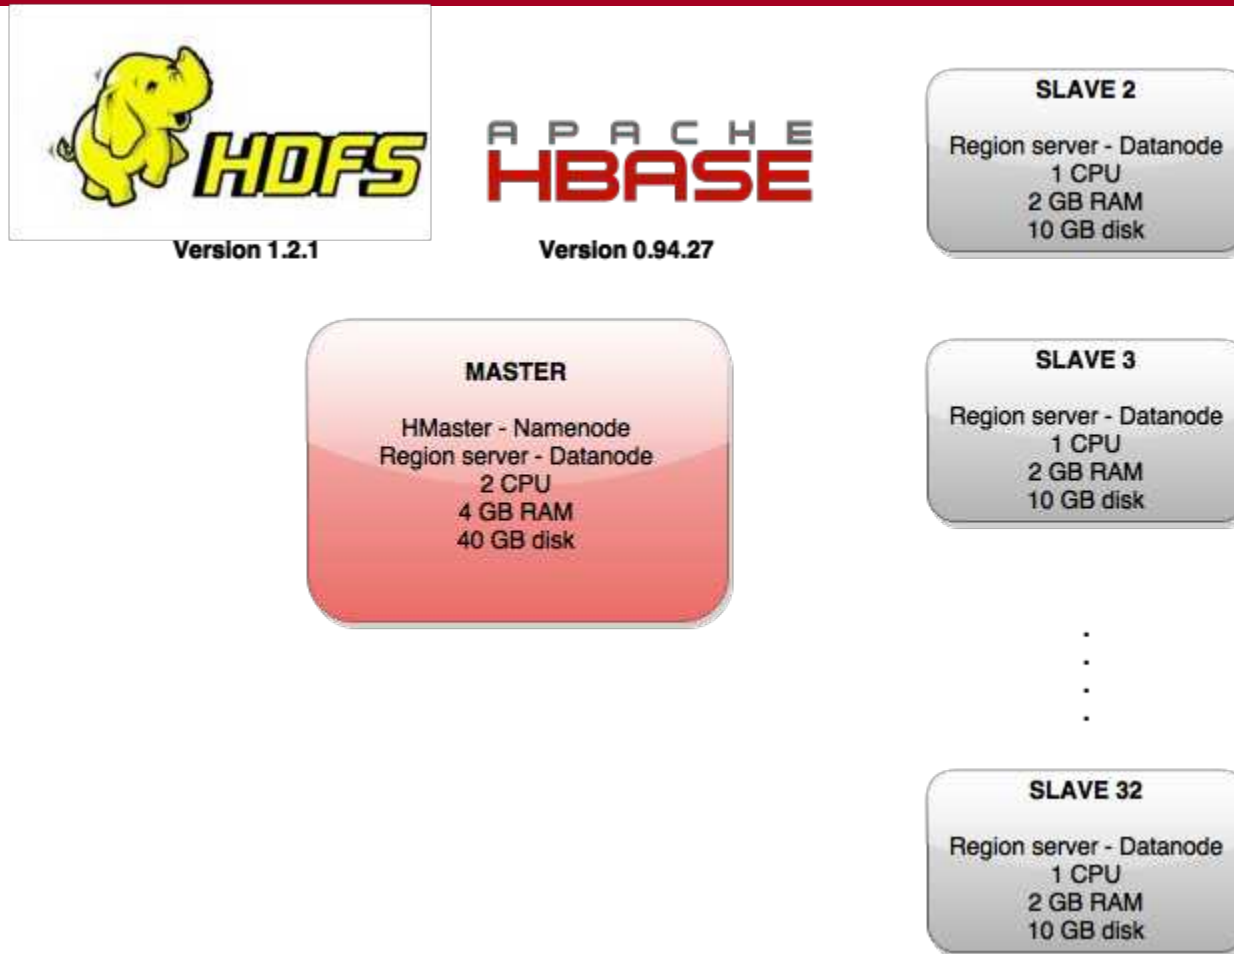 HDFS
Version 1.2.1
APACHE
HBASE
Version 0.94.27
MASTER
HMaster - Namenode
Region server - Datanode
2 CPU
4 GB RAM
40 GB disk
SLAVE 2
Region server - Datanode
1 CPU
2 GB RAM
10 GB disk
SLAVE 3
Region server - Datanode
1 CPU
2 GB RAM
10 GB disk
.
.
.
.
SLAVE 32
Region server - Datanode
1 CPU
2 GB RAM
10 GB disk